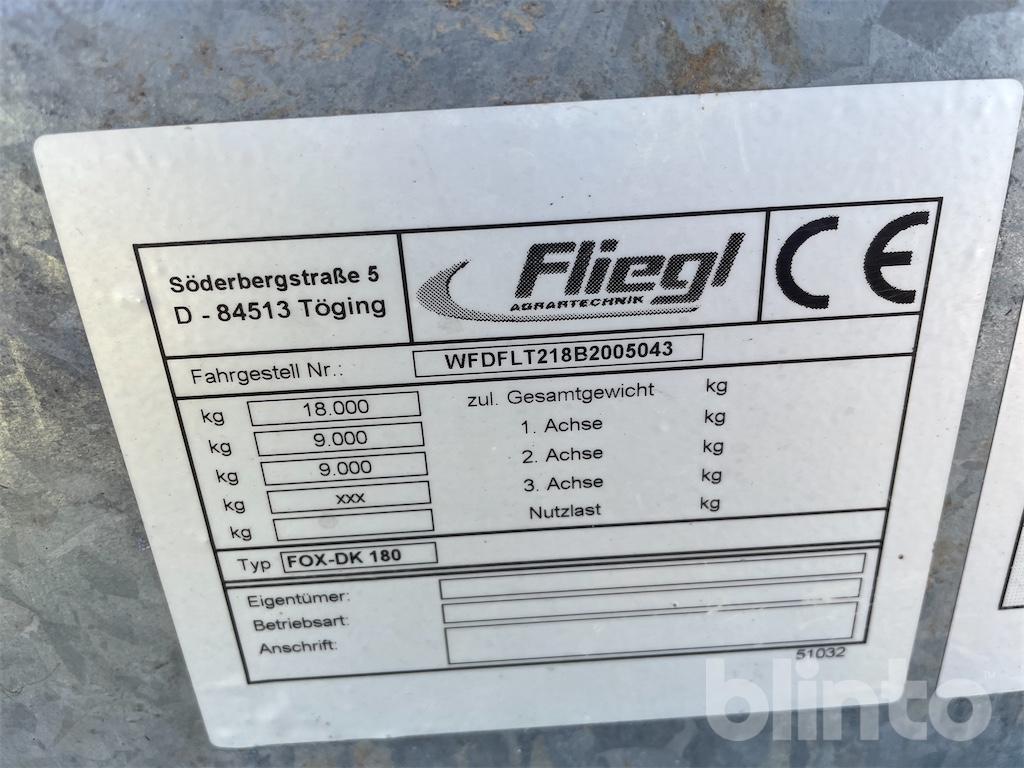 Söderbergstraße 5
D - 84513 Töging
Fliegl
AGRARTECHNIK
CE
Fahrgestell Nr.: WFDFLT218B2005043
kg 18.000 zul. Gesamtgewicht kg
kg 9.000 1. Achse kg
kg 9.000 2. Achse kg
kg xxx 3. Achse kg
kg Nutzlast kg
Typ FOX-DK 180
Eigentümer:
Betriebsart:
Anschrift:
51032
blinto™